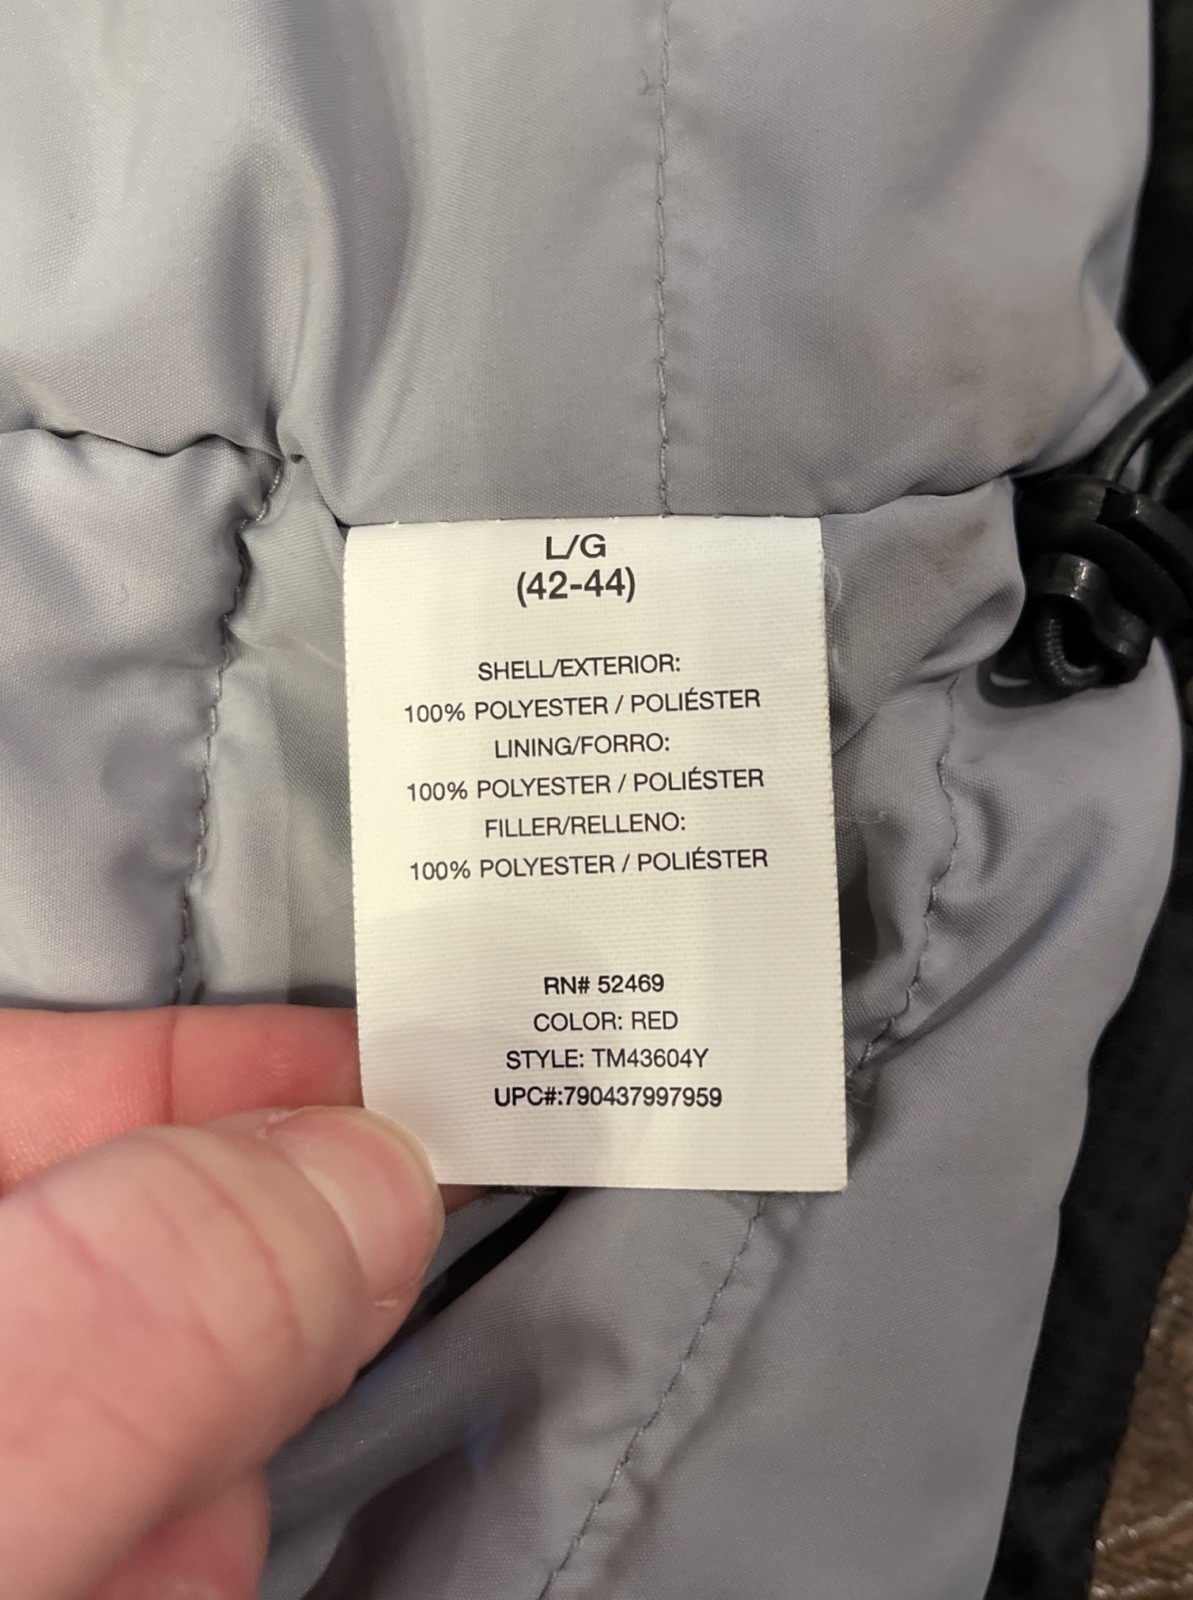 L/G
(42-44)
SHELL/EXTERIOR:
100% POLYESTER / POLIÉSTER
LINING/FORRO:
100% POLYESTER / POLIÉSTER
FILLER/RELLENO:
100% POLYESTER / POLIÉSTER
RN# 52469
COLOR: RED
STYLE: TM43604Y
UPC#:790437997959